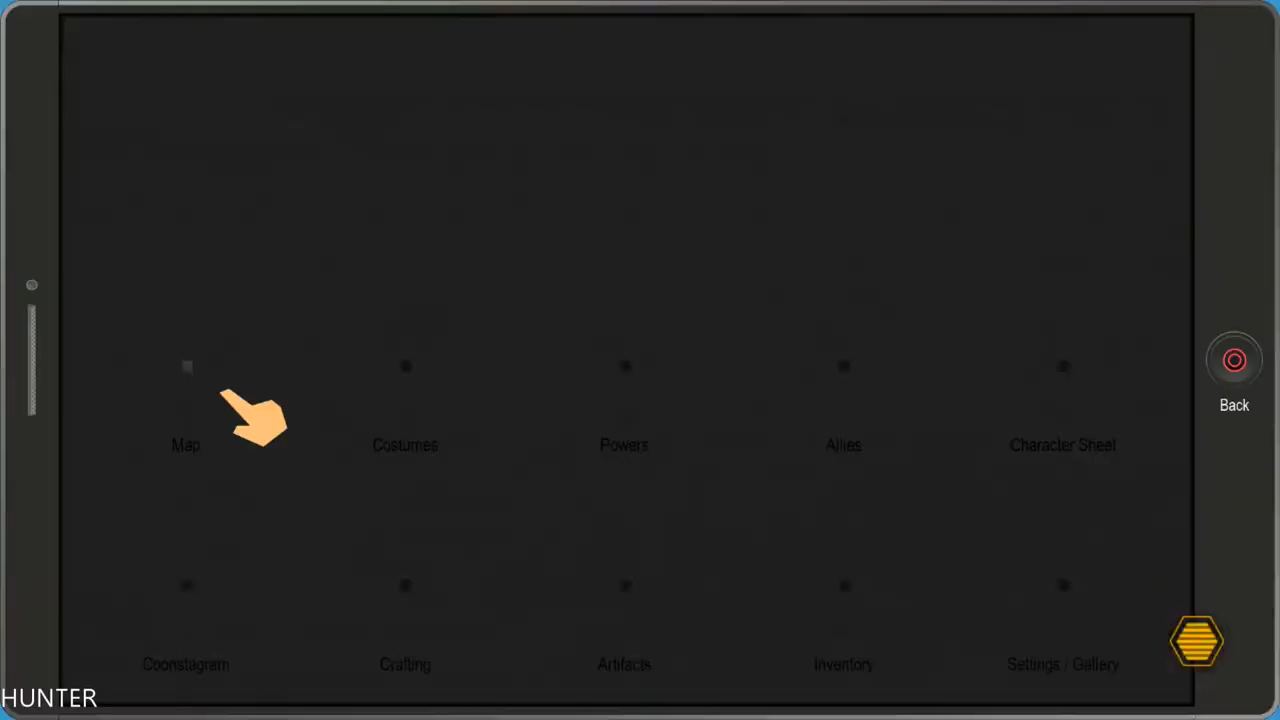 Back
Map Costumes Powers Allies Character Sheet
Coonstagram Crafting Artifacts Inventory Settings / Gallery
HUNTER